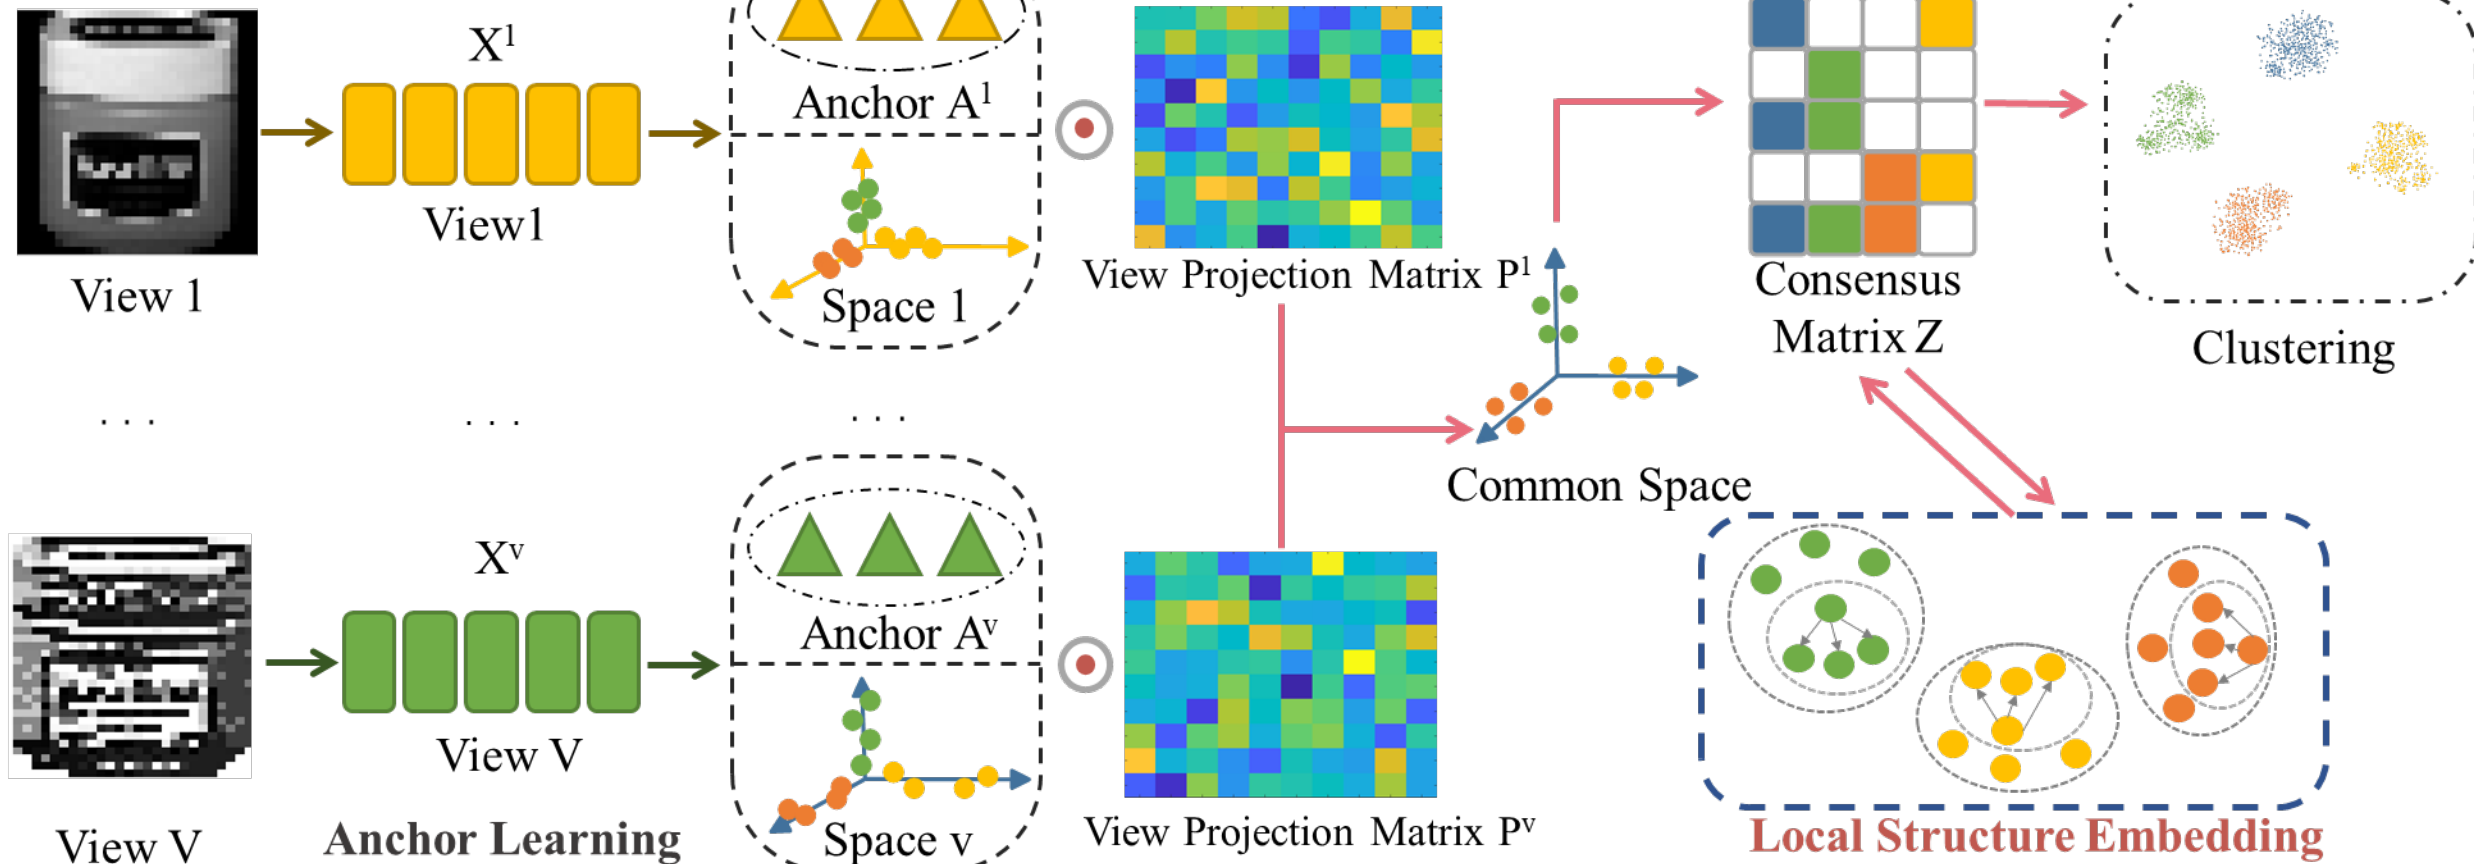 X¹
Anchor A¹
View1
View Projection Matrix P¹
Consensus
Matrix Z
View 1
Space 1
Clustering
. . .
. . .
. . .
Common Space
Xᵛ
Anchor Aᵛ
View V
View V
Anchor Learning
Space v
View Projection Matrix Pᵛ
Local Structure Embedding